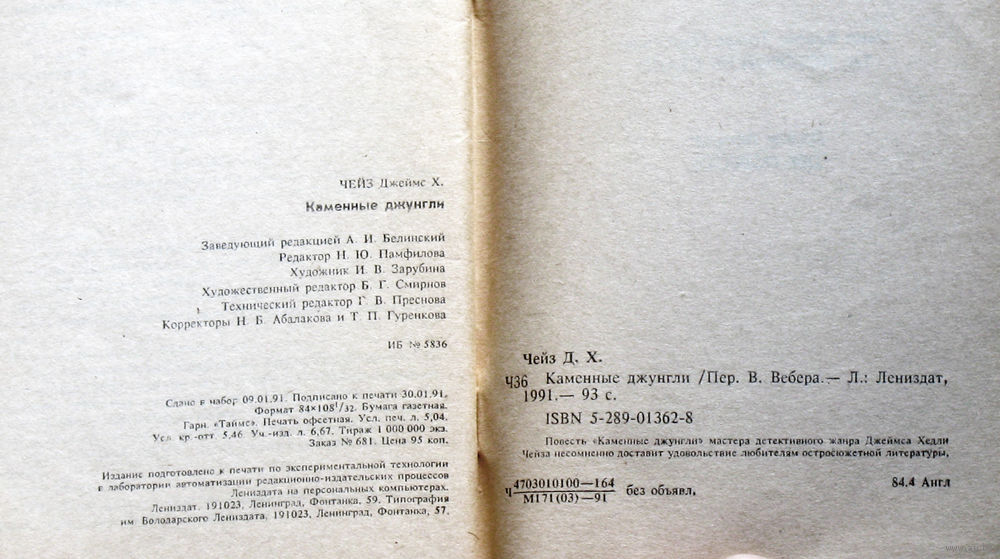 ЧЕЙЗ Джеймс Х.
Каменные джунгли
Заведующий редакцией А. И. Белинский
Редактор Н. Ю. Памфилова
Художник И. В. Зарубина
Художественный редактор Б. Г. Смирнов
Технический редактор Г. В. Преснова
Корректоры Н. Б. Абалакова и Т. П. Гуренкова
ИБ № 5836
Сдано в набор 09.01.91. Подписано к печати 30.01.91.
Формат 84×108¹/32. Бумага газетная.
Гарн. «Таймс». Печать офсетная. Усл. печ. л. 5,04.
Усл. кр.-отт. 5,46 Уч.-изд. л. 6,67. Тираж 1 000 000 экз.
Заказ № 681. Цена 95 коп.
Издание подготовлено к печати по экспериментальной технологии
в лаборатории автоматизации редакционно-издательских процессов
Лениздата на персональных компьютерах.
Лениздат, 191023, Ленинград, Фонтанка, 59. Типография
им. Володарского Лениздата, 191023, Ленинград, Фонтанка, 57.
Чейз Д. Х.
Ч36 Каменные джунгли /Пер. В. Вебера.— Л.: Лениздат,
1991.— 93 с.
ISBN 5-289-01362-8
Повесть «Каменные джунгли» мастера детективного жанра Джеймса Хедли
Чейза несомненно доставит удовольствие любителям остросюжетной литературы,
Ч 4703010100—164
М171(03)—91 без объявл. 84.4 Англ